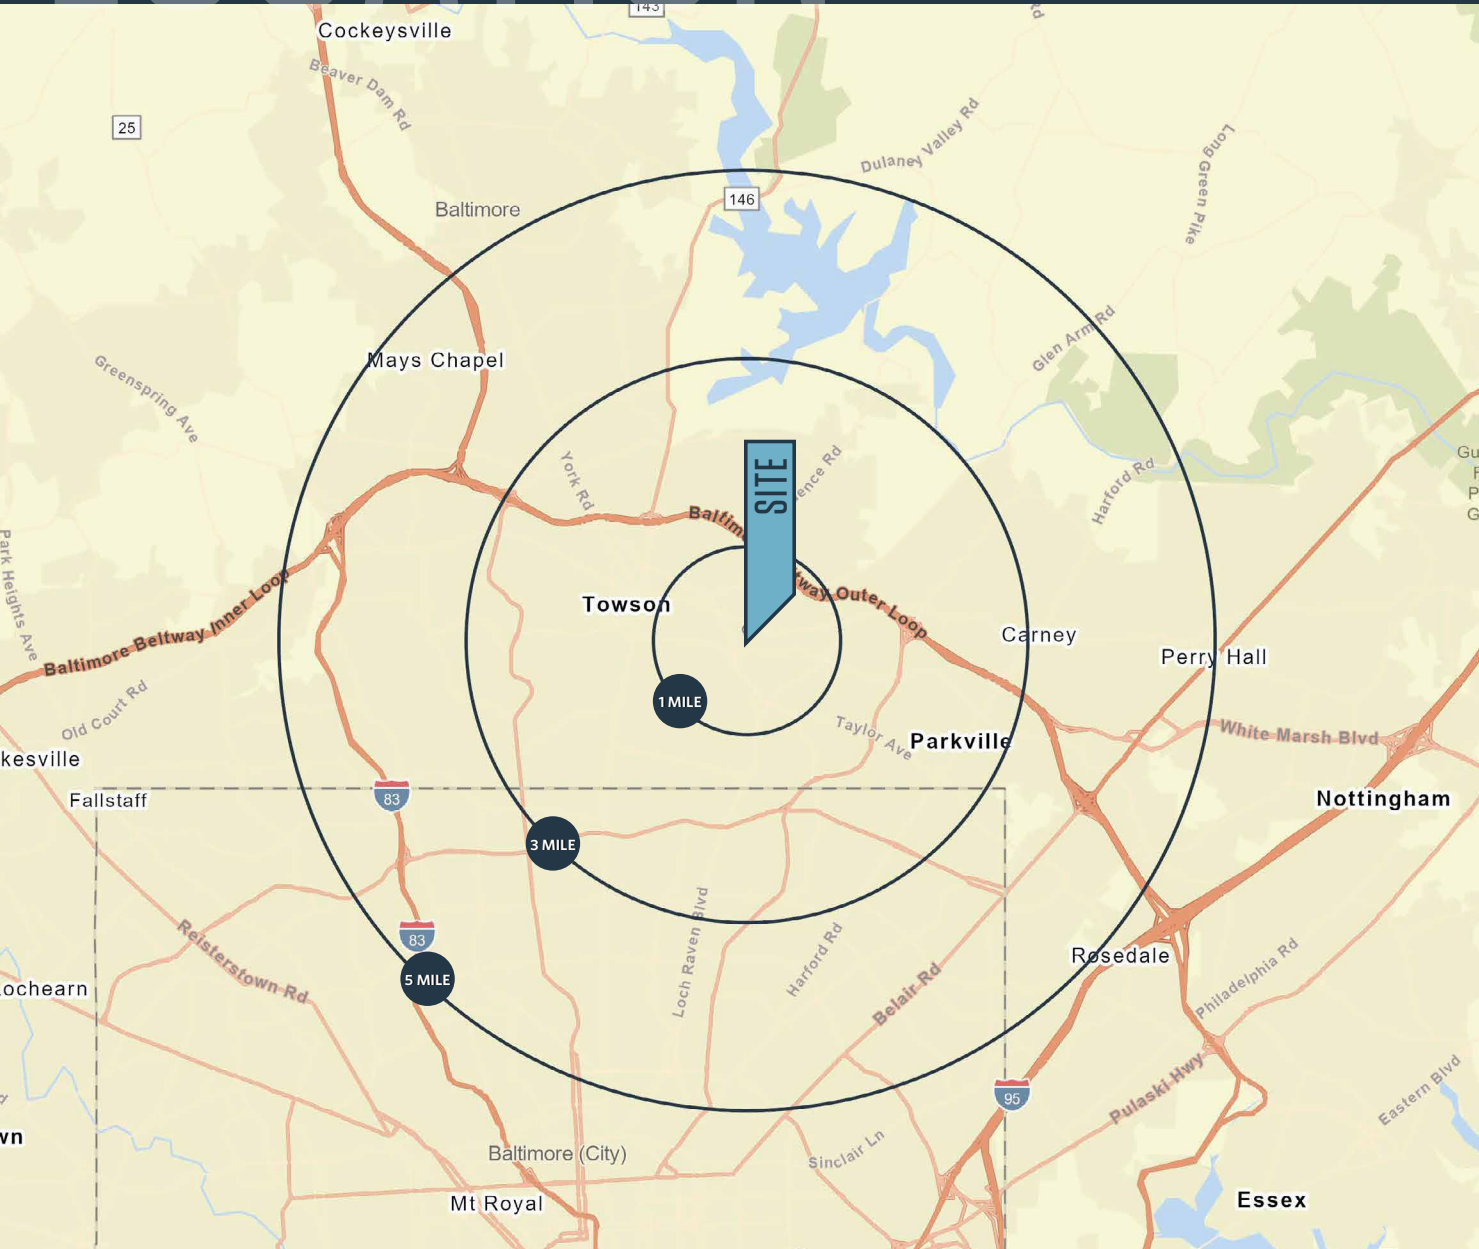 143
Rd
Cockeysville
Beaver Dam Rd
25
Dulaney Valley Rd
Long Green Pike
146
Baltimore
Glen Arm Rd
Mays Chapel
Greenspring Ave
York Rd
SITE
Harford Rd
Park Heights Ave
Towson
Outer Loop
Baltimore Beltway Inner Loop
Carney
Perry Hall
Old Court Rd
1 MILE
Taylor Ave
Parkville
White Marsh Blvd
kesville
Fallstaff
83
Nottingham
3 MILE
Loch Raven Blvd
Harford Rd
83
Reisterstown Rd
Rosedale
Philadelphia Rd
5 MILE
Belair Rd
ochearn
95
Pulaski Hwy
Eastern Blvd
wn
Baltimore (City)
Sinclair Ln
Mt Royal
Essex